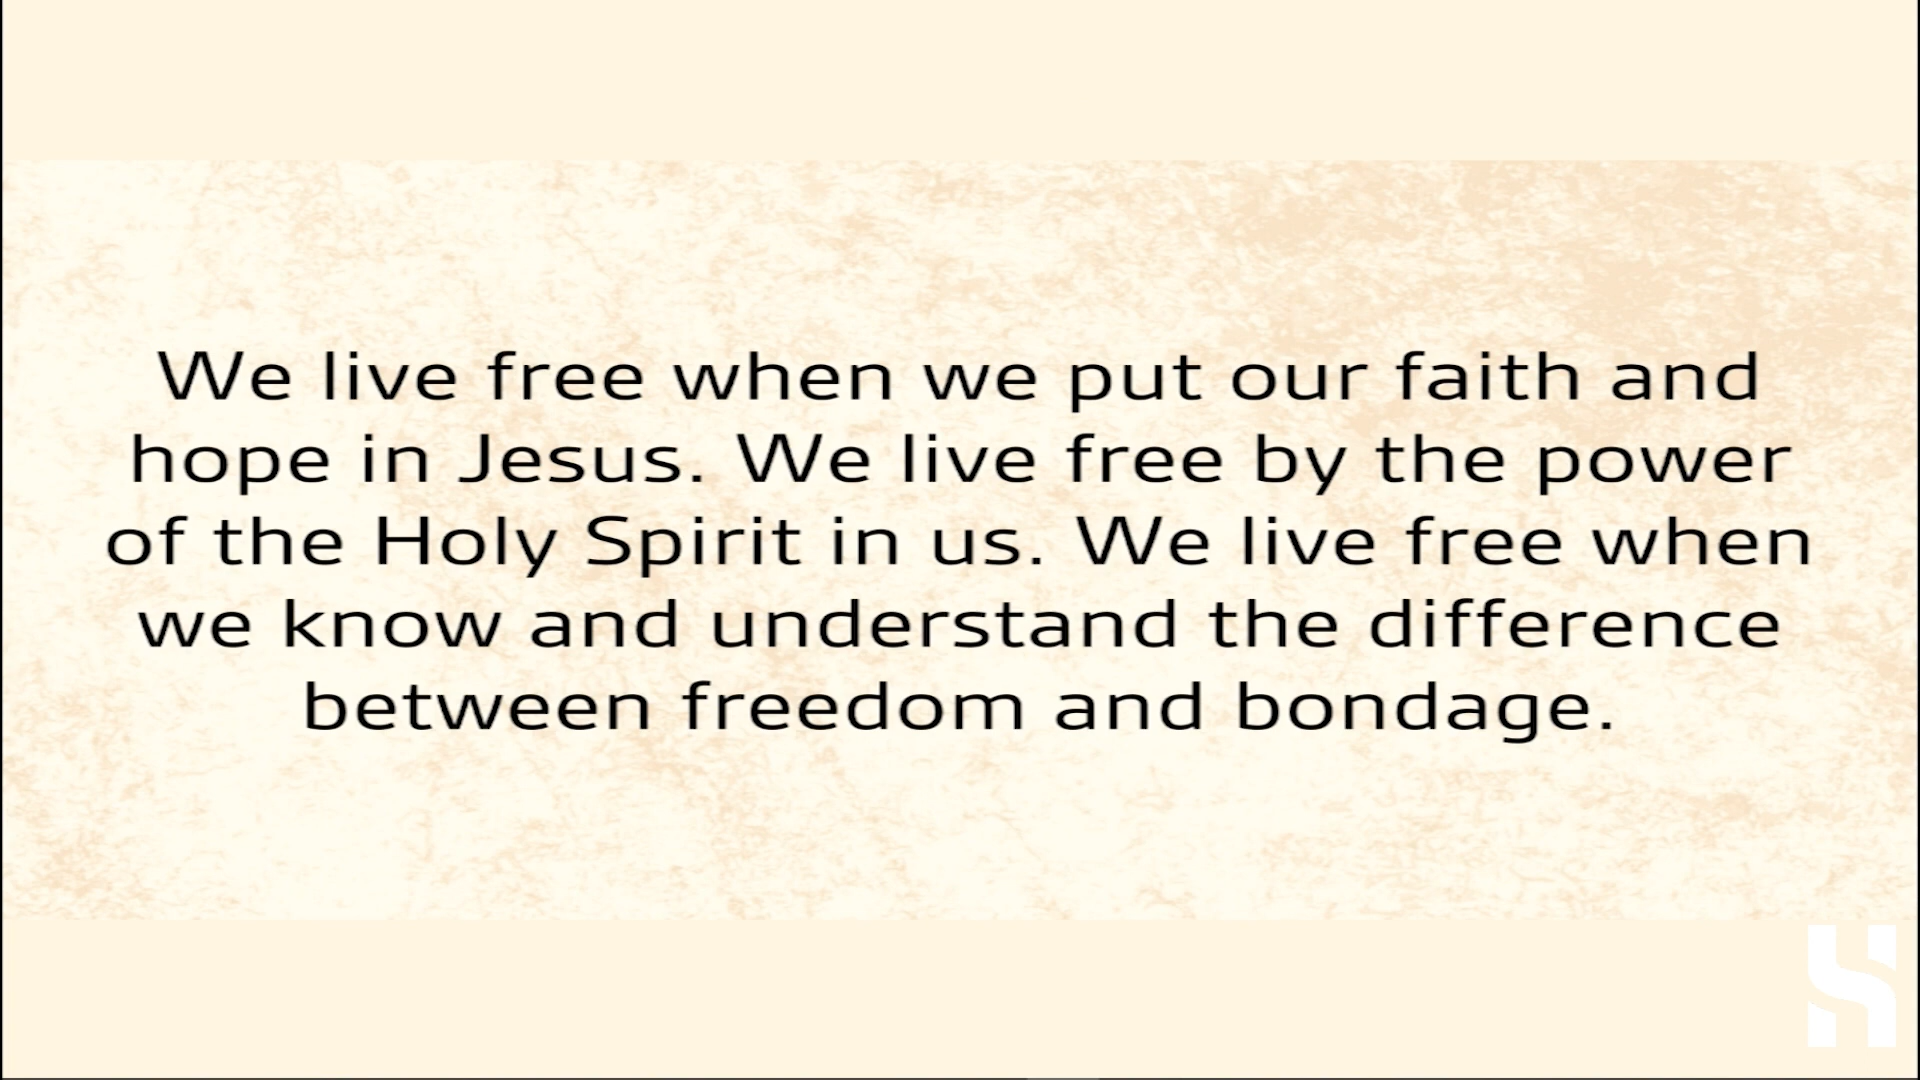 We live free when we put our faith and
hope in Jesus. We live free by the power
of the Holy Spirit in us. We live free when
we know and understand the difference
between freedom and bondage.